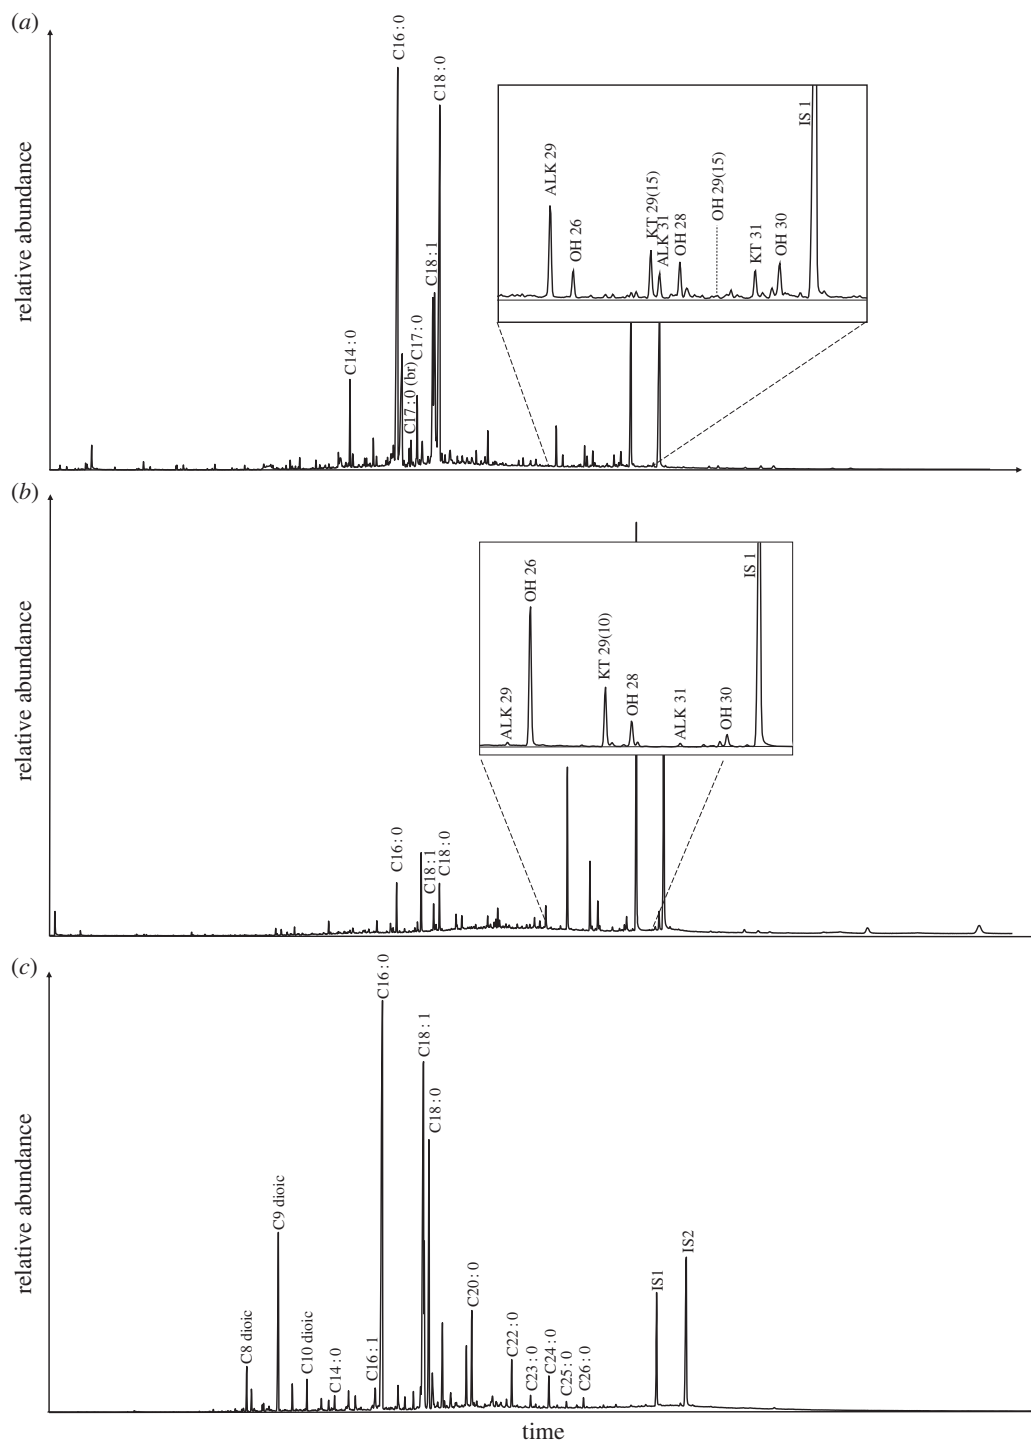 (a)
relative abundance
C14 : 0
C16 : 0
C17 : 0 (br)
C17 : 0
C18 : 1
C18 : 0
ALK 29
OH 26
KT 29(15)
ALK 31
OH 28
OH 29(15)
KT 31
OH 30
IS 1
(b)
relative abundance
C16 : 0
C18 : 1
C18 : 0
ALK 29
OH 26
KT 29(10)
OH 28
ALK 31
OH 30
IS 1
(c)
relative abundance
C8 dioic
C9 dioic
C10 dioic
C14 : 0
C16 : 1
C16 : 0
C18 : 1
C18 : 0
C20 : 0
C22 : 0
C23 : 0
C24 : 0
C25 : 0
C26 : 0
IS1
IS2
time